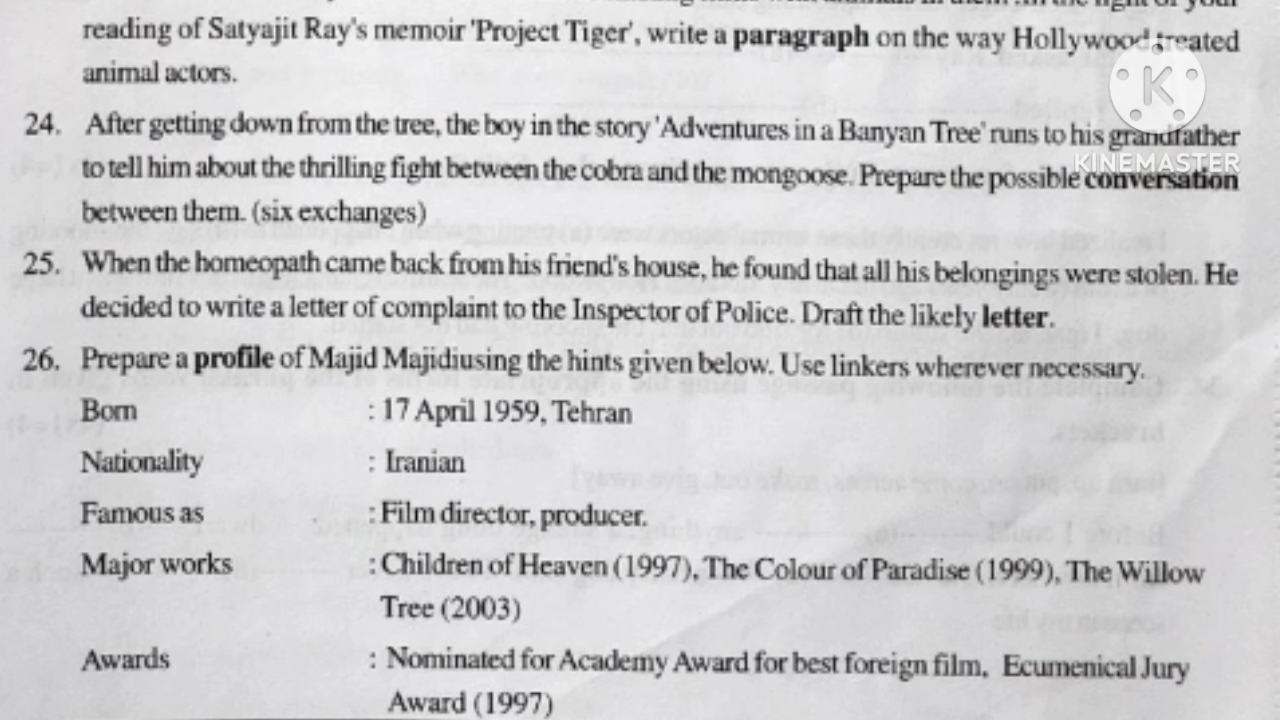 reading of Satyajit Ray's memoir 'Project Tiger', write a paragraph on the way Hollywood treated
animal actors.
24. After getting down from the tree, the boy in the story 'Adventures in a Banyan Tree' runs to his grandfather
to tell him about the thrilling fight between the cobra and the mongoose. Prepare the possible conversation
between them. (six exchanges)
25. When the homeopath came back from his friend's house, he found that all his belongings were stolen. He
decided to write a letter of complaint to the Inspector of Police. Draft the likely letter.
26. Prepare a profile of Majid Majidiusing the hints given below. Use linkers wherever necessary.
Born : 17 April 1959, Tehran
Nationality : Iranian
Famous as : Film director, producer.
Major works : Children of Heaven (1997), The Colour of Paradise (1999), The Willow
Tree (2003)
Awards : Nominated for Academy Award for best foreign film, Ecumenical Jury
Award (1997)
K
KINEMASTER